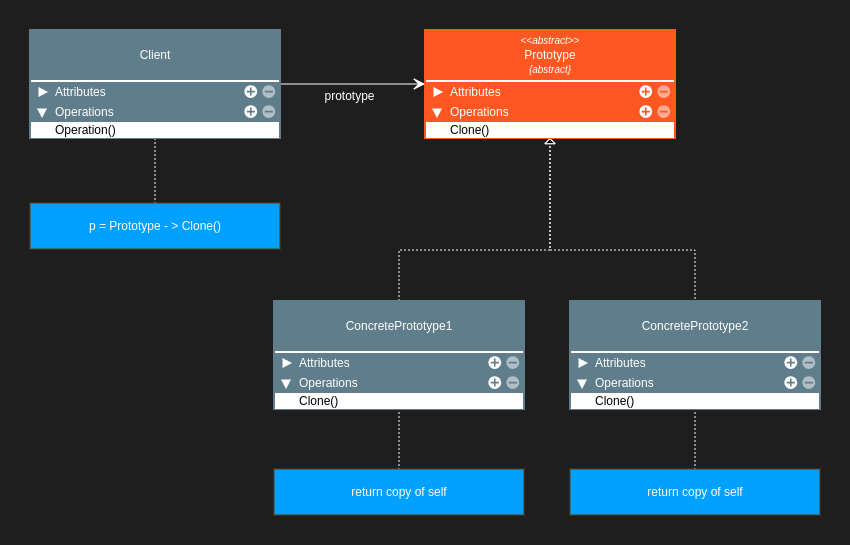 Client
Attributes
Operations
Operation()
prototype
<<abstract>>
Prototype
{abstract}
Attributes
Operations
Clone()
p = Prototype - > Clone()
ConcretePrototype1
Attributes
Operations
Clone()
ConcretePrototype2
Attributes
Operations
Clone()
return copy of self
return copy of self